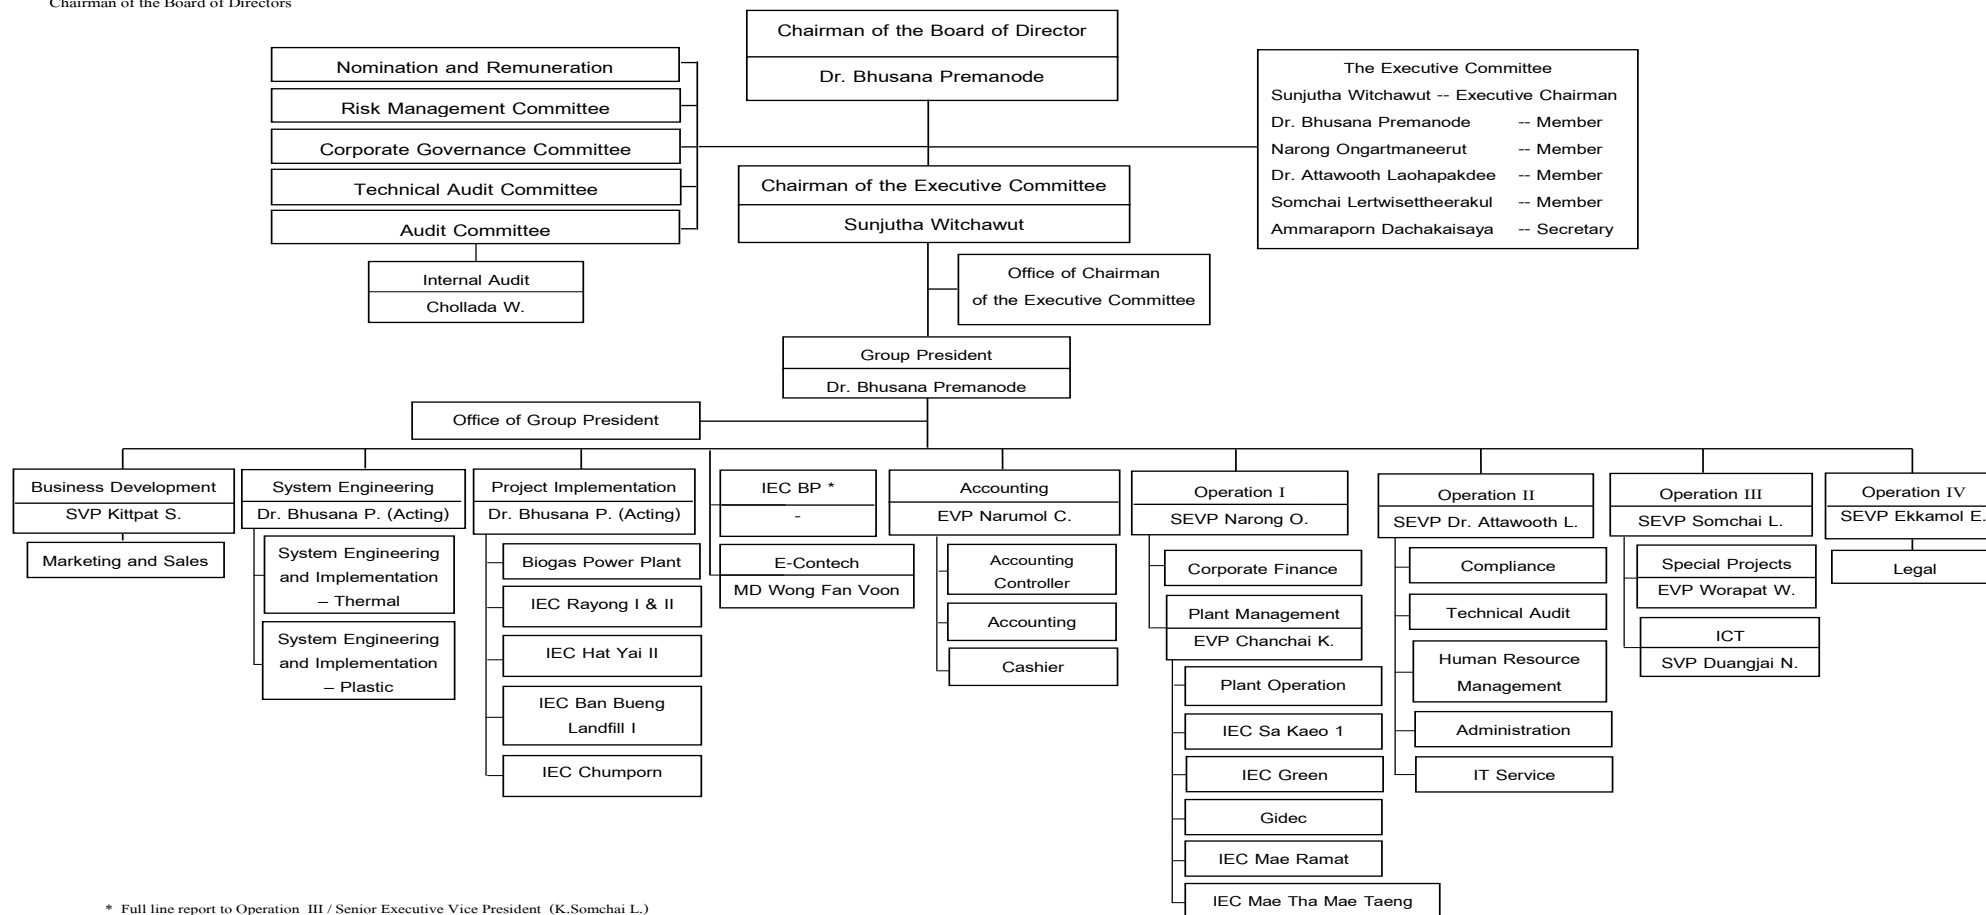 Chairman of the Board of Directors
Chairman of the Board of Director
Dr. Bhusana Premanode
Nomination and Remuneration
Risk Management Committee
Corporate Governance Committee
Technical Audit Committee
Audit Committee
Internal Audit
Chollada W.
The Executive Committee
Sunjutha Witchawut -- Executive Chairman
Dr. Bhusana Premanode -- Member
Narong Ongartmaneerut -- Member
Dr. Attawooth Laohapakdee -- Member
Somchai Lertwisettheerakul -- Member
Ammaraporn Dachakaisaya -- Secretary
Chairman of the Executive Committee
Sunjutha Witchawut
Office of Chairman
of the Executive Committee
Group President
Dr. Bhusana Premanode
Office of Group President
Business Development
SVP Kittpat S.
Marketing and Sales
System Engineering
Dr. Bhusana P. (Acting)
System Engineering
and Implementation
– Thermal
System Engineering
and Implementation
– Plastic
Project Implementation
Dr. Bhusana P. (Acting)
Biogas Power Plant
IEC Rayong I & II
IEC Hat Yai II
IEC Ban Bueng
Landfill I
IEC Chumporn
IEC BP *
-
E-Contech
MD Wong Fan Voon
Accounting
EVP Narumol C.
Accounting
Controller
Accounting
Cashier
Operation I
SEVP Narong O.
Corporate Finance
Plant Management
EVP Chanchai K.
Plant Operation
IEC Sa Kaeo 1
IEC Green
Gidec
IEC Mae Ramat
IEC Mae Tha Mae Taeng
Operation II
SEVP Dr. Attawooth L.
Compliance
Technical Audit
Human Resource
Management
Administration
IT Service
Operation III
SEVP Somchai L.
Special Projects
EVP Worapat W.
ICT
SVP Duangjai N.
Operation IV
SEVP Ekkamol E.
Legal
* Full line report to Operation III / Senior Executive Vice President (K.Somchai L.)